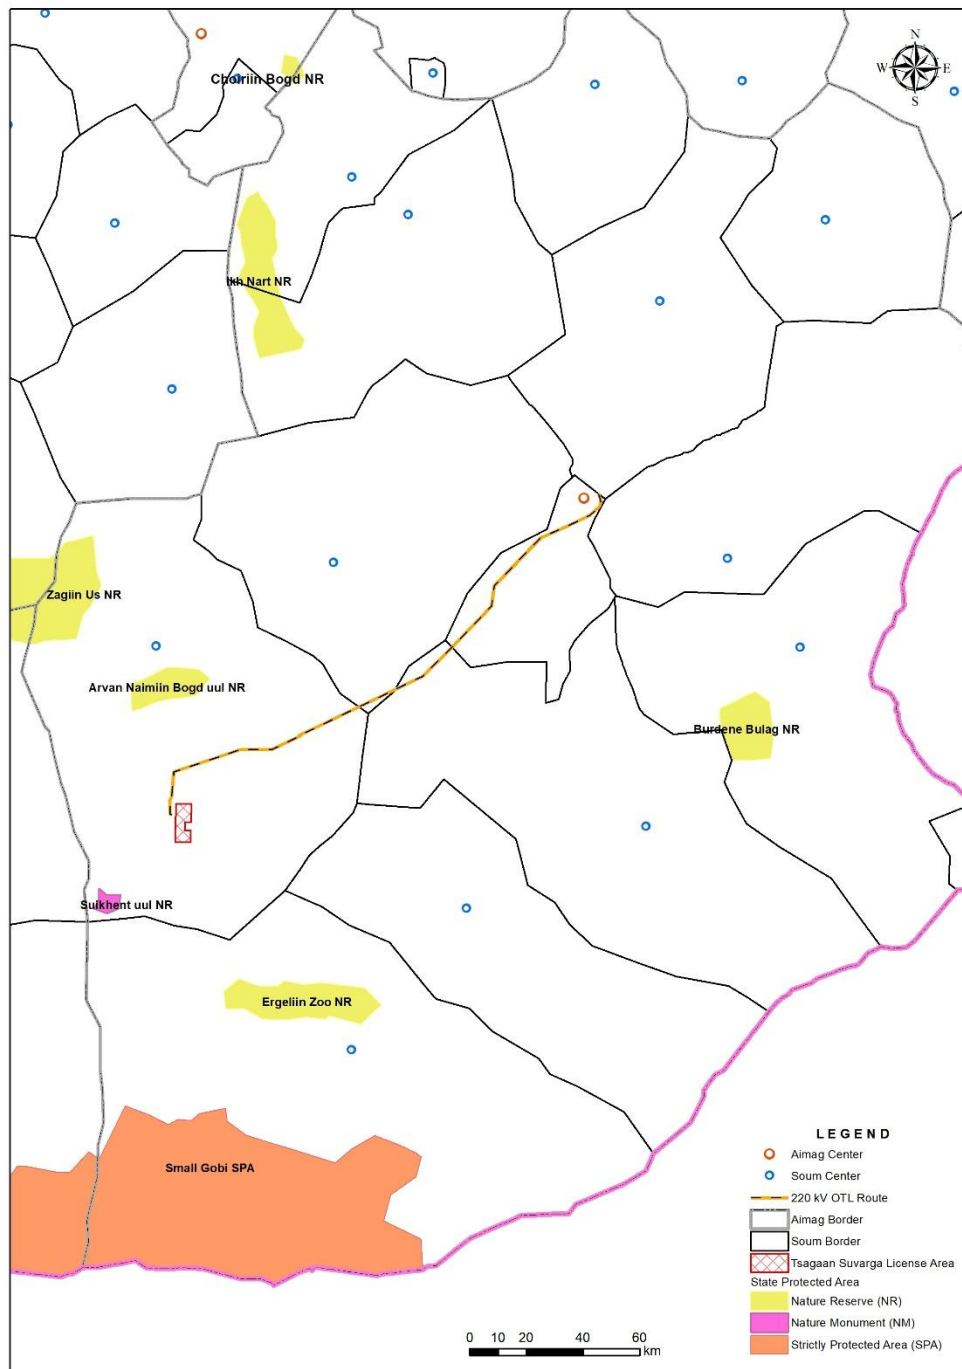 N
W
E
S
Choiriin Bogd NR
Ikh Nart NR
Zagiin Us NR
Arvan Naimiin Bogd uul NR
Burdene Bulag NR
Suikhent uul NR
Ergeliin Zoo NR
Small Gobi SPA
LEGEND
Aimag Center
Soum Center
220 kV OTL Route
Aimag Border
Soum Border
Tsagaan Suvarga License Area
State Protected Area
Nature Reserve (NR)
Nature Monument (NM)
Strictly Protected Area (SPA)
0 10 20 40 60
km